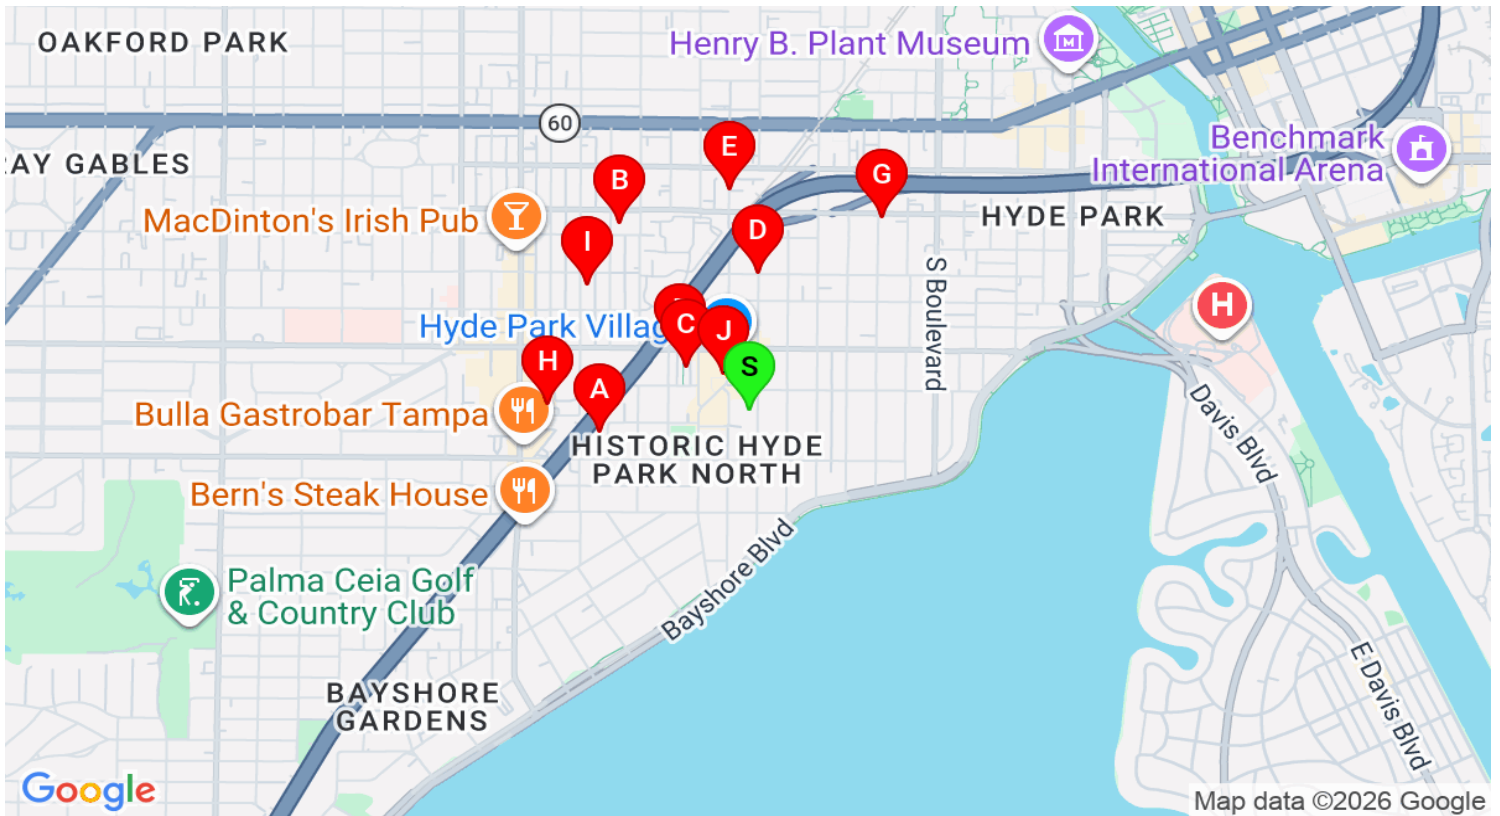 OAKFORD PARK
Henry B. Plant Museum
60
Benchmark
International Arena
AY GABLES
E
B
G
MacDinton's Irish Pub
HYDE PARK
I
D
S Boulevard
H
Hyde Park Villag
C
J
S
H
A
Bulla Gastrobar Tampa
Davis Blvd
HISTORIC HYDE
PARK NORTH
Bern's Steak House
Bayshore Blvd
Palma Ceia Golf
& Country Club
E Davis Blvd
BAYSHORE
GARDENS
Google
Map data ©2026 Google